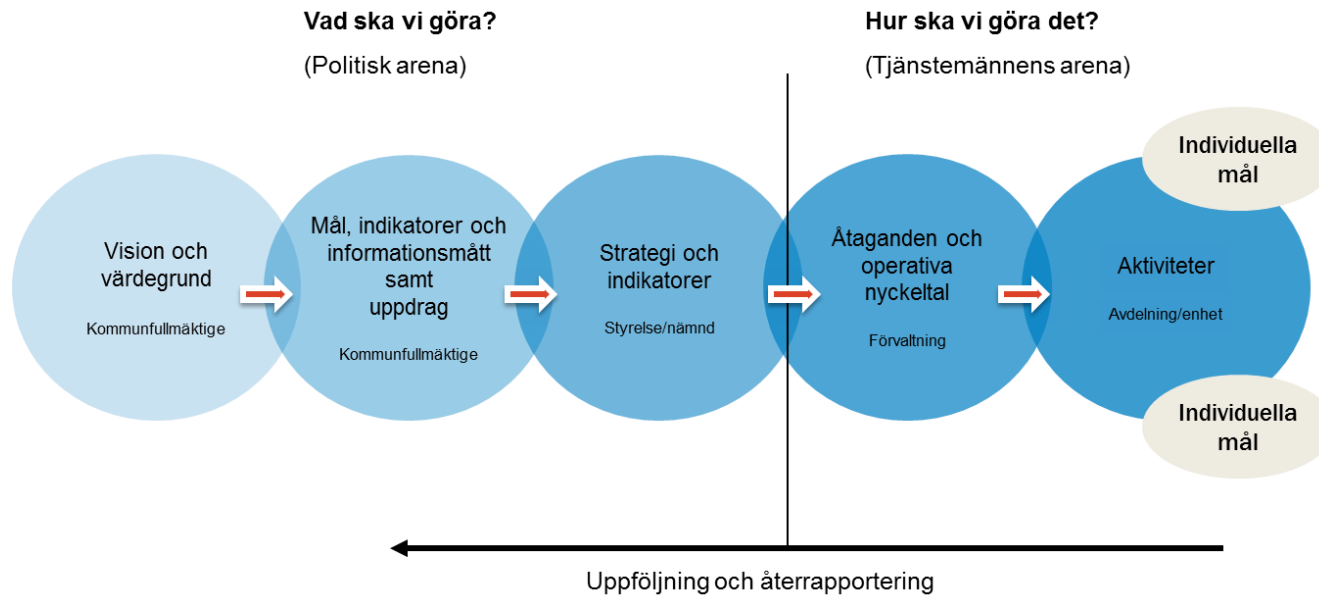 Vad ska vi göra?
(Politisk arena)
Hur ska vi göra det?
(Tjänstemännens arena)
Vision och
värdegrund
Kommunfullmäktige
Mål, indikatorer och
informationsmått
samt
uppdrag
Kommunfullmäktige
Strategi och
indikatorer
Styrelse/nämnd
Åtaganden och
operativa
nyckeltal
Förvaltning
Aktiviteter
Avdelning/enhet
Individuella
mål
Individuella
mål
Uppföljning och återrapportering